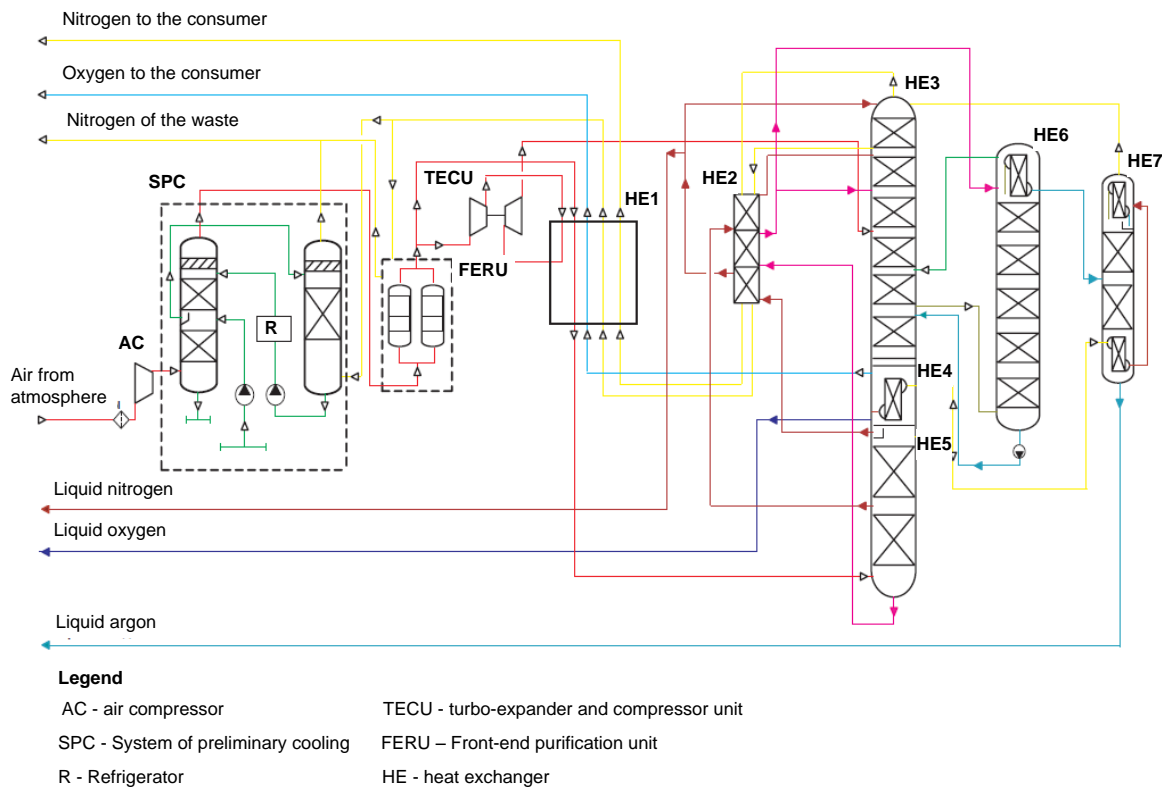 Nitrogen to the consumer
Oxygen to the consumer
Nitrogen of the waste
SPC
TECU
HE1
HE2
HE3
HE6
HE7
FERU
R
AC
Air from
atmosphere
HE4
HE5
Liquid nitrogen
Liquid oxygen
Liquid argon
Legend
AC - air compressor
TECU - turbo-expander and compressor unit
SPC - System of preliminary cooling
FERU – Front-end purification unit
R - Refrigerator
HE - heat exchanger